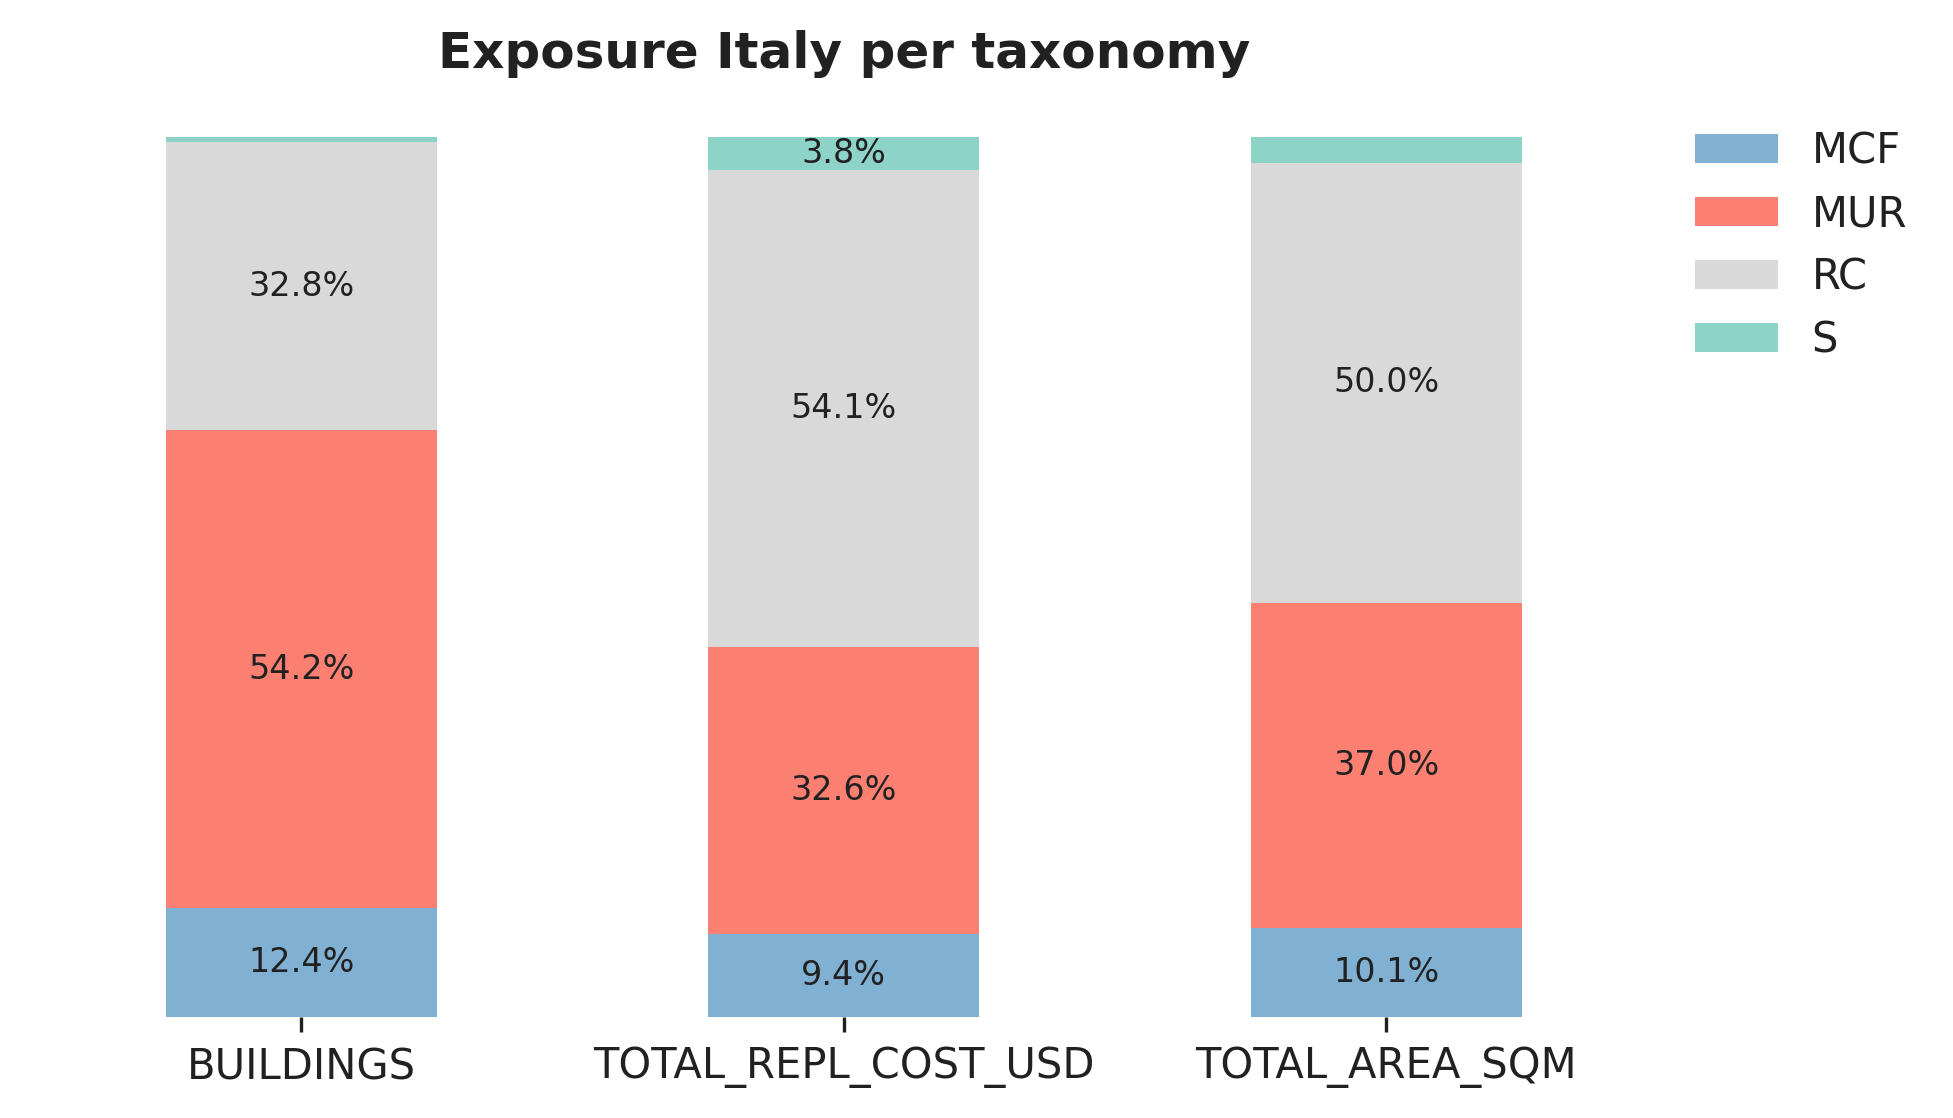 Exposure Italy per taxonomy
3.8%
32.8%
54.1%
50.0%
54.2%
32.6%
37.0%
12.4%
9.4%
10.1%
BUILDINGS
TOTAL_REPL_COST_USD
TOTAL_AREA_SQM
MCF
MUR
RC
S